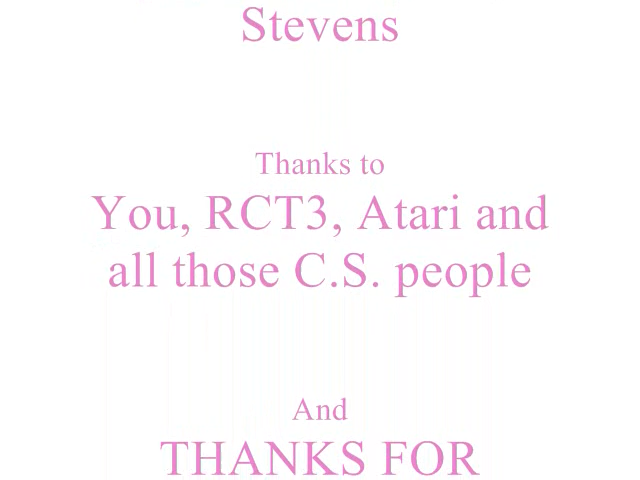 Stevens
Thanks to
You, RCT3, Atari and
all those C.S. people
And
THANKS FOR